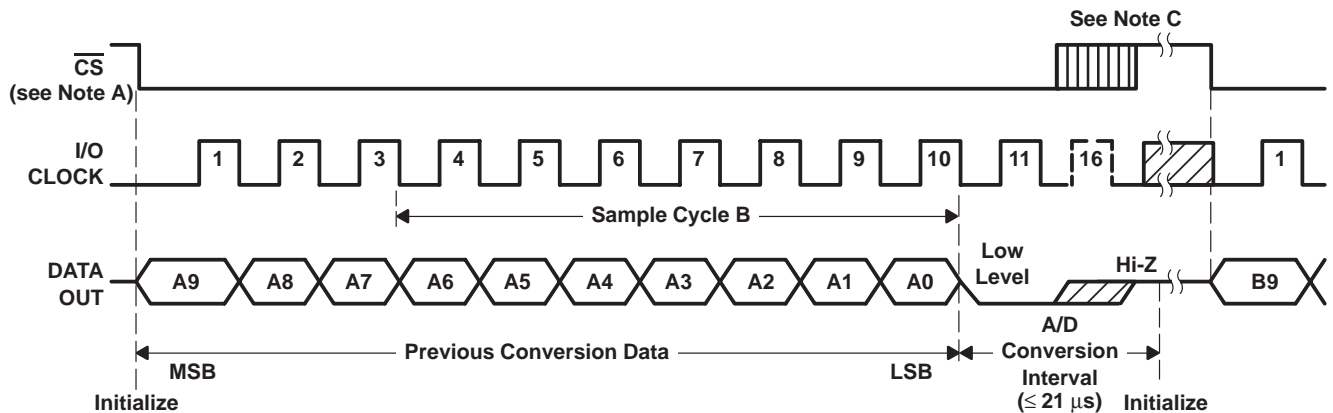 See Note C
CS
(see Note A)
I/O
CLOCK
1 2 3 4 5 6 7 8 9 10 11 16 1
Sample Cycle B
DATA
OUT
A9 A8 A7 A6 A5 A4 A3 A2 A1 A0 Low
Level Hi-Z B9
Previous Conversion Data
MSB LSB
A/D
Conversion
Interval
(≤ 21 μs)
Initialize Initialize